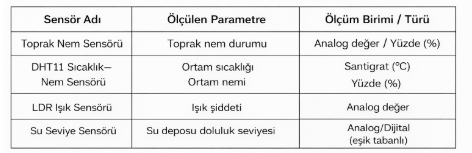 Sensör Adı Ölçülen Parametre Ölçüm Birimi / Türü
Toprak Nem Sensörü Toprak nem durumu Analog değer / Yüzde (%)
DHT11 Sıcaklık– Ortam sıcaklığı Santigrat (°C)
Nem Sensörü Ortam nemi Yüzde (%)
LDR Işık Sensörü Işık şiddeti Analog değer
Su Seviye Sensörü Su deposu doluluk seviyesi Analog/Dijital
(eşik tabanlı)